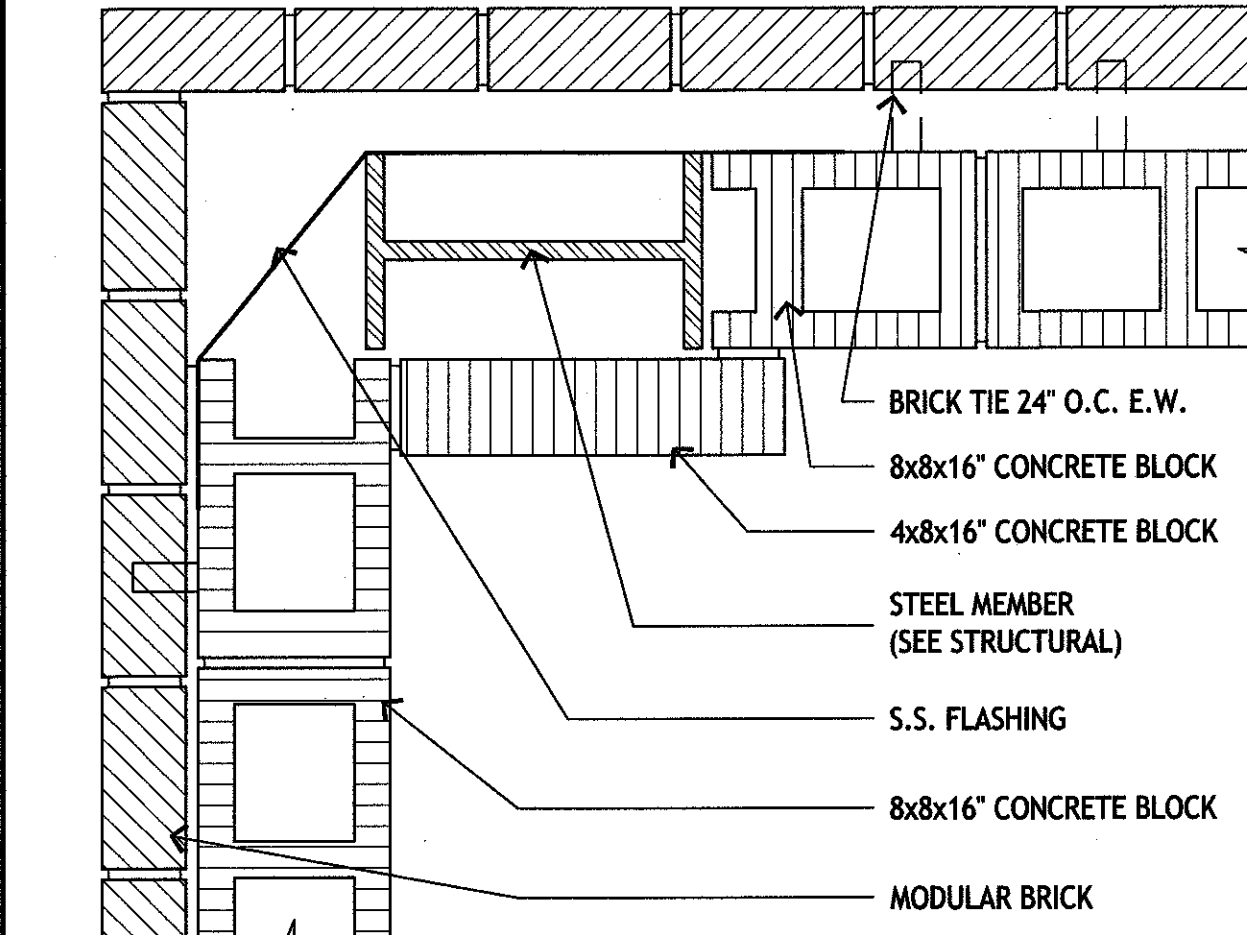 BRICK TIE 24" O.C. E.W.
8x8x16" CONCRETE BLOCK
4x8x16" CONCRETE BLOCK
STEEL MEMBER
(SEE STRUCTURAL)
S.S. FLASHING
8x8x16" CONCRETE BLOCK
MODULAR BRICK